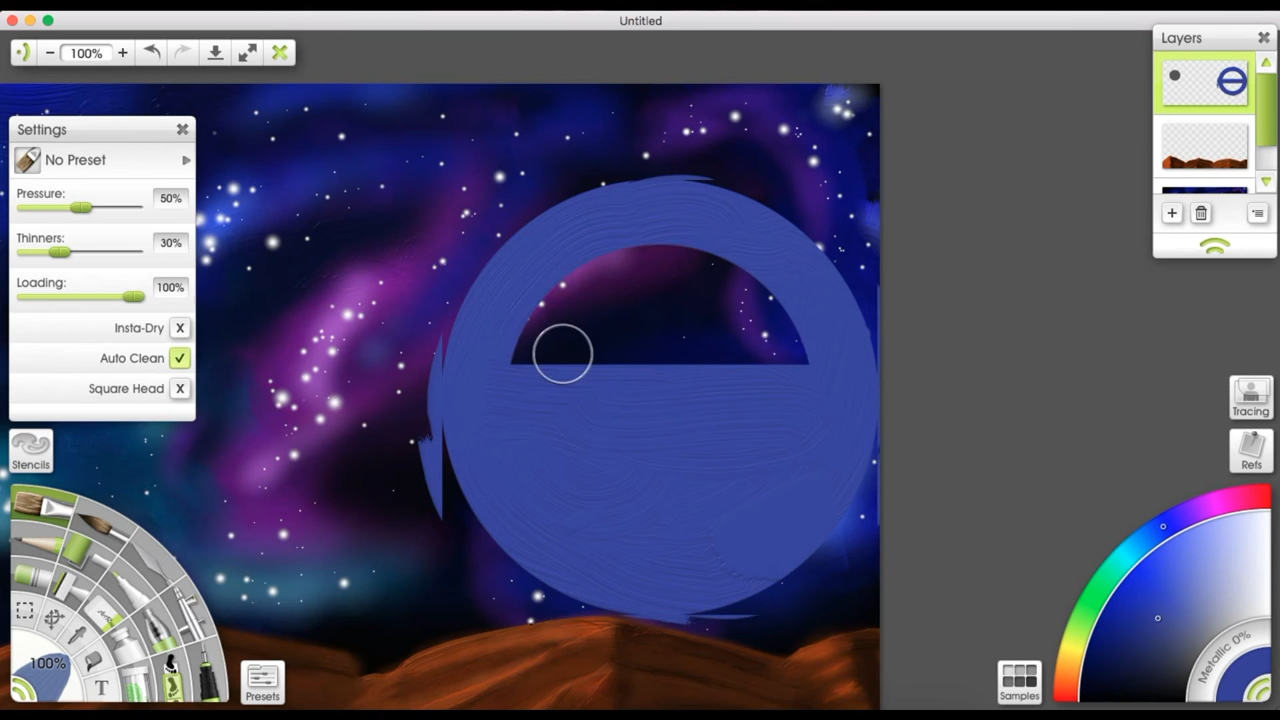 Untitled
100%
Layers
Settings
No Preset
Pressure:
50%
Thinners:
30%
Loading:
100%
Insta-Dry
X
Auto Clean
Square Head
X
Tracing
Stencils
Refs
Metallic 0%
100%
T
Presets
Samples